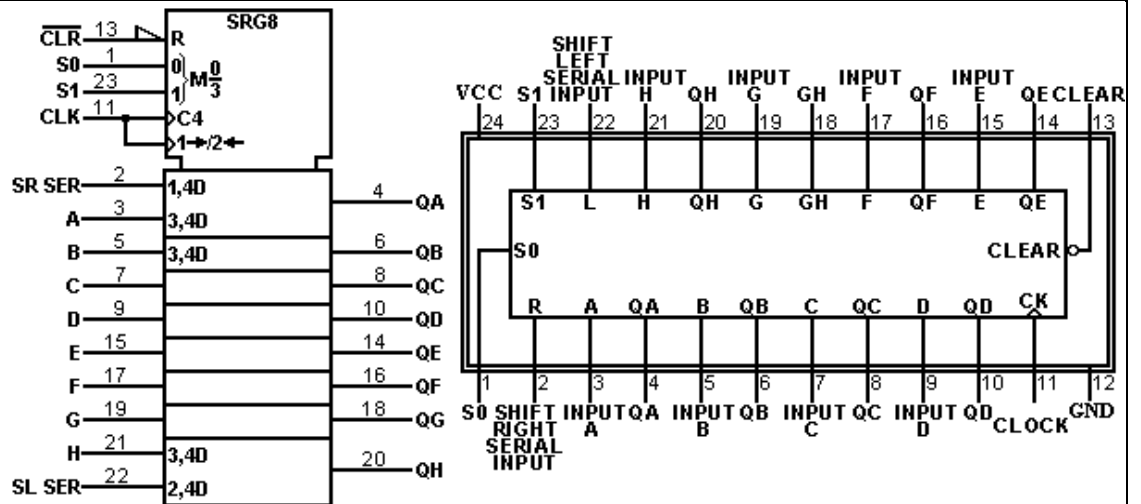 SRG8
CLR 13 R
S0 1 0
M 0/3
S1 23 1
CLK 11 C4
1→/2←
SR SER 2 1,4D
4 QA
A 3 3,4D
B 5 3,4D 6 QB
C 7 8 QC
D 9 10 QD
E 15 14 QE
F 17 16 QF
G 19 18 QG
H 21 3,4D
20 QH
SL SER 22 2,4D
SHIFT
LEFT
SERIAL INPUT INPUT INPUT INPUT
VCC S1 INPUT H QH G GH F QF E QE CLEAR
24 23 22 21 20 19 18 17 16 15 14 13
S1 L H QH G GH F QF E QE
S0 CLEAR
R A QA B QB C QC D QD CK
1 2 3 4 5 6 7 8 9 10 11 12
S0 SHIFT INPUT QA INPUT QB INPUT QC INPUT QD GND
RIGHT A B C D CLOCK
SERIAL
INPUT